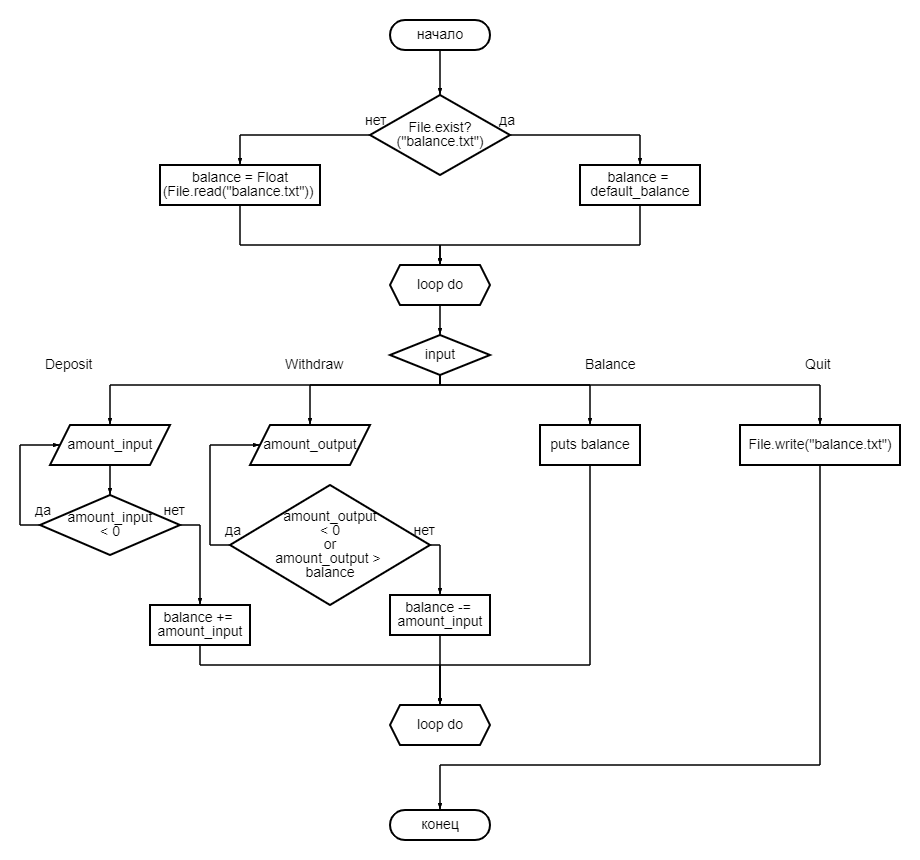 начало
нет
да
File.exist?
("balance.txt")
balance = Float
(File.read("balance.txt"))
balance =
default_balance
loop do
input
Deposit
Withdraw
Balance
Quit
amount_input
amount_output
puts balance
File.write("balance.txt")
да
amount_input
< 0
нет
да
amount_output
< 0
or
amount_output >
balance
нет
balance +=
amount_input
balance -=
amount_input
loop do
конец